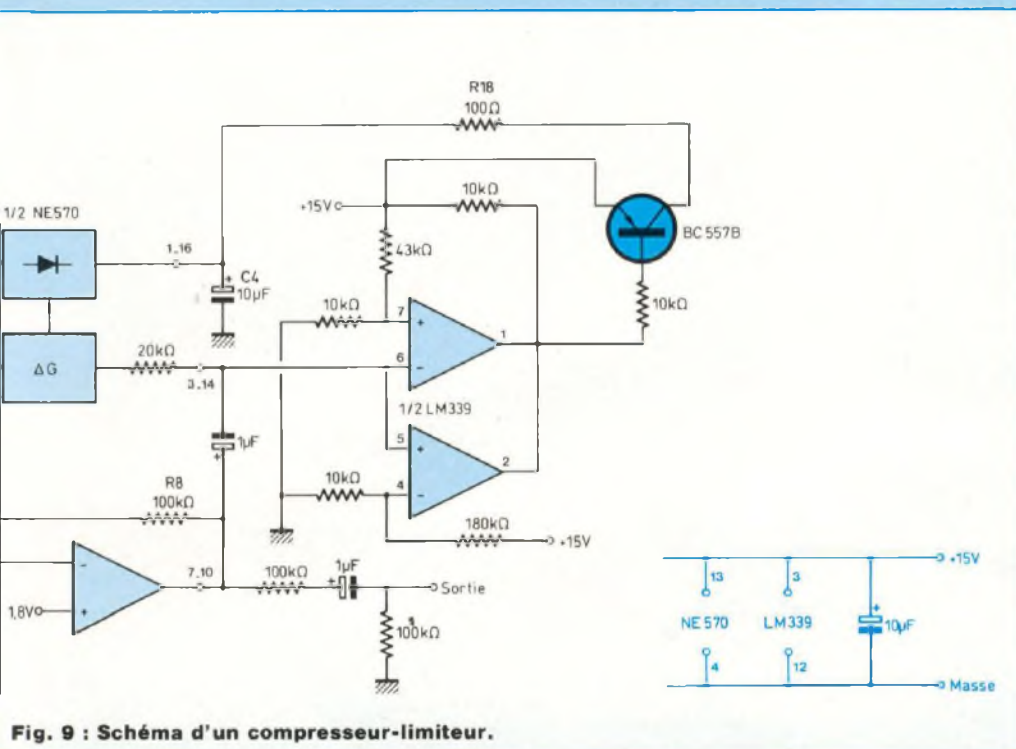 R18
100Ω
10kΩ
+15V
1/2 NE570
BC557B
43kΩ
1.16
+
C4
10µF
10kΩ
10kΩ
7
+
1
20kΩ
6
-
ΔG
3.14
1/2 LM339
5
+
1µF
+
2
10kΩ
4
-
R8
100kΩ
180kΩ
+15V
+15V
1µF
-
7.10
100kΩ
+
Sortie
13
3
+
1,8V
+
100kΩ
NE570
LM339
10µF
4
12
Masse
Fig. 9 : Schéma d'un compresseur-limiteur.